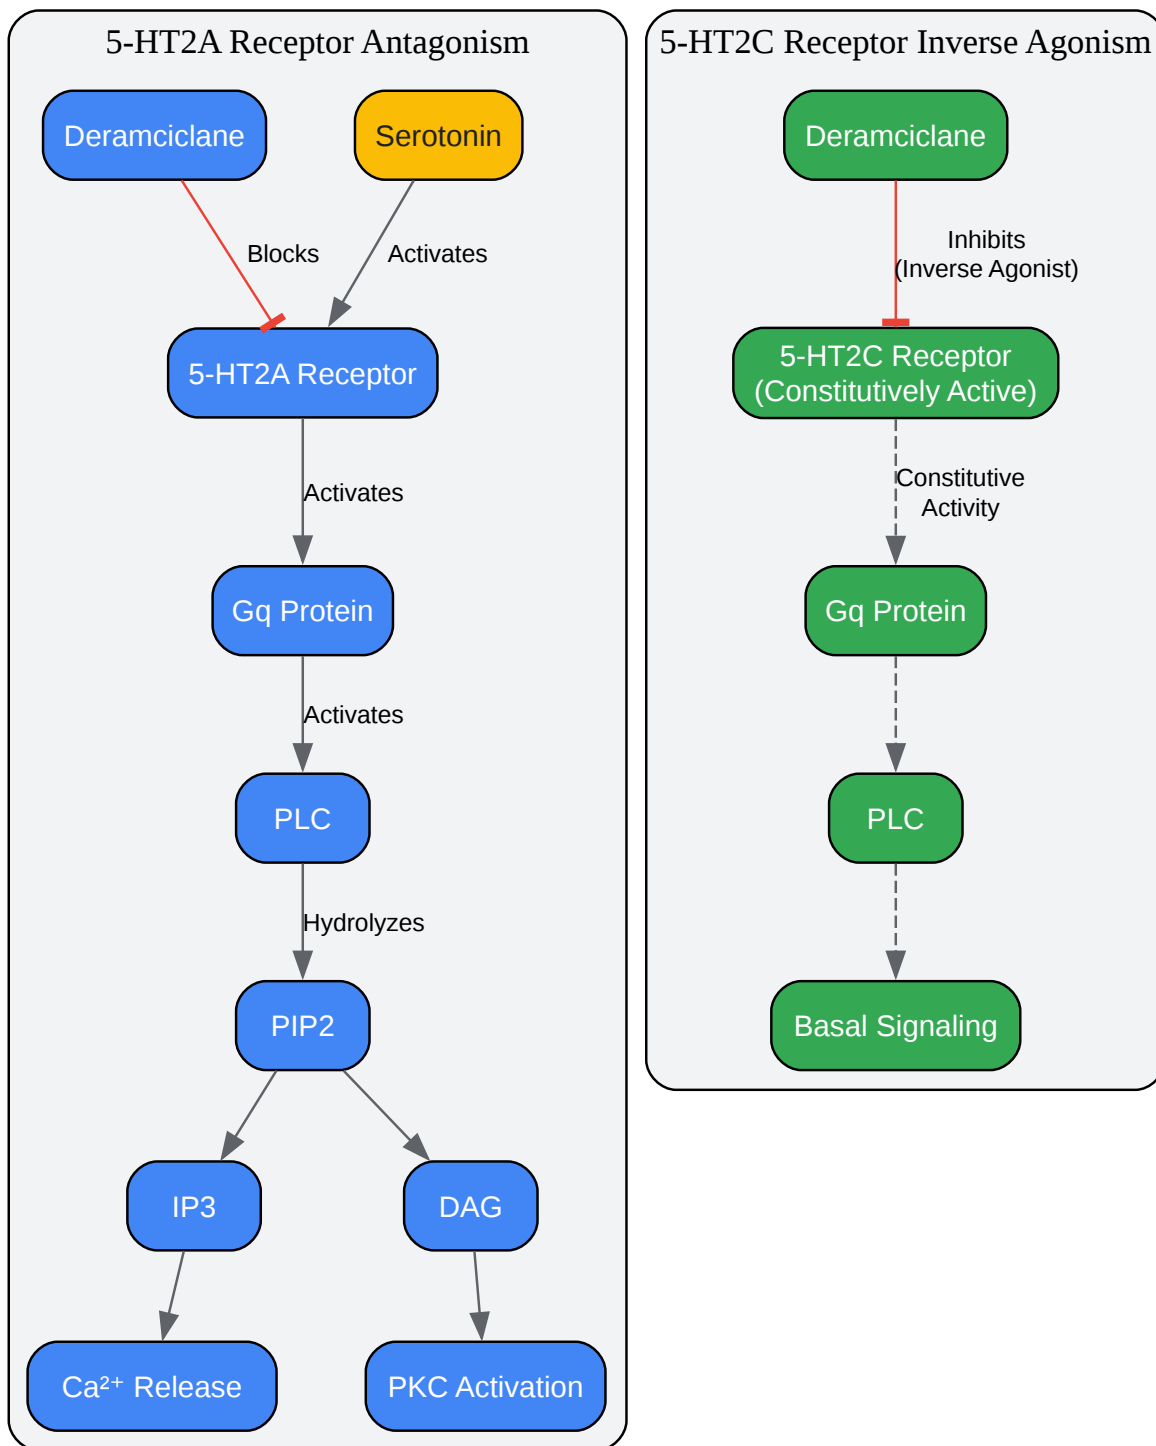 5-HT2A Receptor Antagonism
Deramciclane
Serotonin
Blocks
Activates
5-HT2A Receptor
Activates
Gq Protein
Activates
PLC
Hydrolyzes
PIP2
IP3
DAG
Ca²⁺ Release
PKC Activation
5-HT2C Receptor Inverse Agonism
Deramciclane
Inhibits
(Inverse Agonist)
5-HT2C Receptor
(Constitutively Active)
Constitutive
Activity
Gq Protein
PLC
Basal Signaling